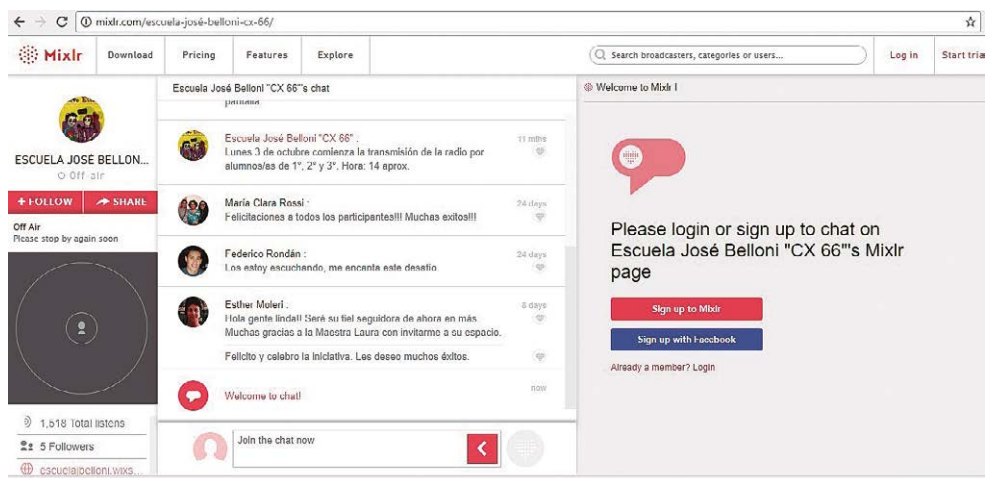 mixlr.com/escuela-josé-belloni-cx-66/
Mixlr Download Pricing Features Explore Search broadcasters, categories or users... Log in Start tria
ESCUELA JOSÉ BELLON...
Off air
+ FOLLOW SHARE
Off Air
Please stop by again soon
1,518 Total listens
5 Followers
escuelajbelloni.wixs...
Escuela José Belloni "CX 66"'s chat
pantalla.
Escuela José Belloni "CX 66" : 11 mths
Lunes 3 de octubre comienza la transmisión de la radio por
alumnos/as de 1°, 2° y 3°. Hora: 14 aprox.
María Clara Rossi : 24 days
Felicitaciones a todos los participantes!!! Muchas exitos!!!
Federico Rondán : 24 days
Los estoy escuchando, me encanta este desafío
Esther Moleri : 8 days
Hola gente linda!! Seré su fiel seguidora de ahora en más.
Muchas gracias a la Maestra Laura con invitarme a su espacio.
Felicito y celebro la iniciativa. Les deseo muchos éxitos.
Welcome to chat! now
Join the chat now
Welcome to Mixlr !
Please login or sign up to chat on
Escuela José Belloni "CX 66"'s Mixlr
page
Sign up to Mixlr
Sign up with Facebook
Already a member? Login